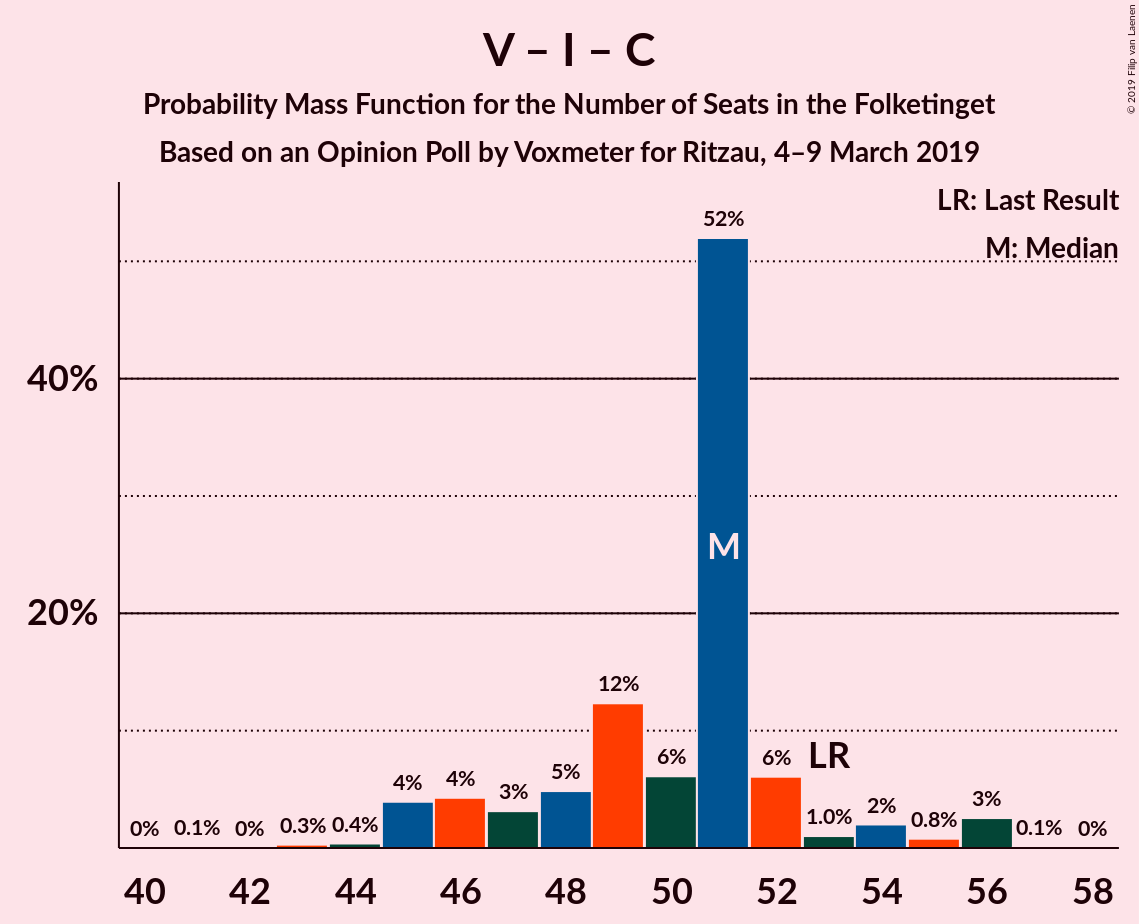 V – I – C
Probability Mass Function for the Number of Seats in the Folketinget
Based on an Opinion Poll by Voxmeter for Ritzau, 4–9 March 2019
© 2019 Filip van Laenen
LR: Last Result
M: Median
40%
20%
0%
0.1%
0%
0.3%
0.4%
4%
4%
3%
5%
12%
6%
52%
M
6%
LR
1.0%
2%
0.8%
3%
0.1%
0%
40 42 44 46 48 50 52 54 56 58